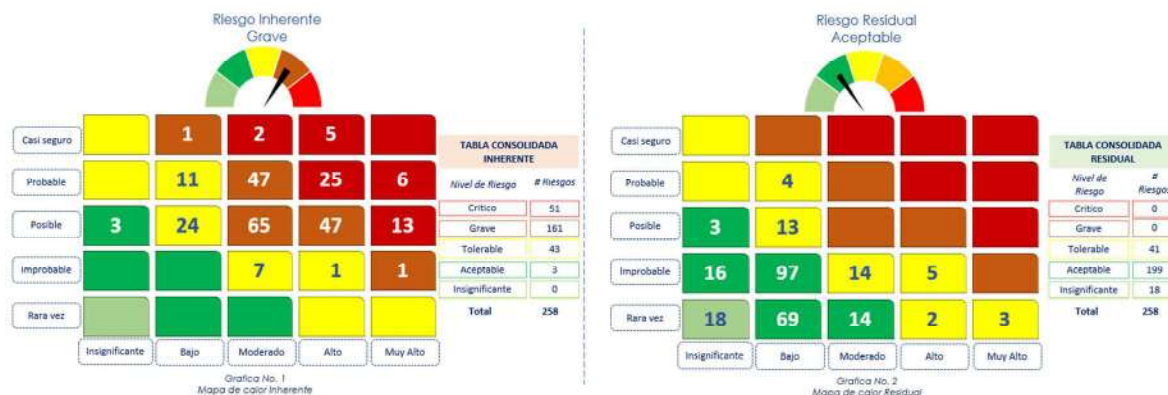 Riesgo Inherente
Grave
Casi seguro
1 2 5
Probable
11 47 25 6
Posible
3 24 65 47 13
Improbable
7 1 1
Rara vez
Insignificante Bajo Moderado Alto Muy Alto
Grafica No. 1
Mapa de calor Inherente
TABLA CONSOLIDADA
INHERENTE
Nivel de Riesgo # Riesgos
Crítico 51
Grave 161
Tolerable 43
Aceptable 3
Insignificante 0
Total 258
Riesgo Residual
Aceptable
Casi seguro
Probable
4
Posible
3 13
Improbable
16 97 14 5
Rara vez
18 69 14 2 3
Insignificante Bajo Moderado Alto Muy Alto
Grafica No. 2
Mapa de calor Residual
TABLA CONSOLIDADA
RESIDUAL
Nivel de
Riesgo
#
Riesgos
Crítico 0
Grave 0
Tolerable 41
Aceptable 199
Insignificante 18
Total 258